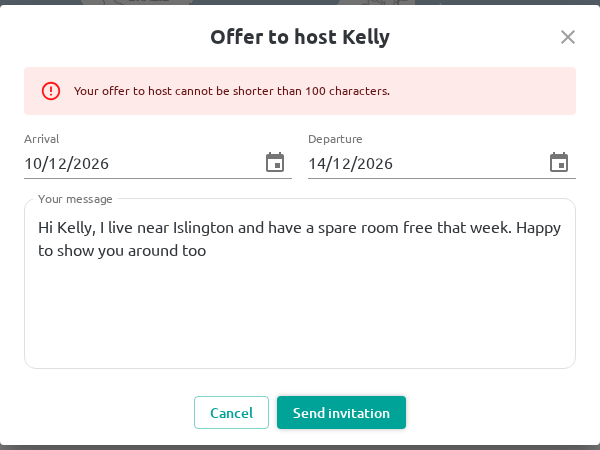 Offer to host Kelly
Your offer to host cannot be shorter than 100 characters.
Arrival
Departure
10/12/2026
14/12/2026
Your message
Hi Kelly, I live near Islington and have a spare room free that week. Happy
to show you around too
Cancel
Send invitation